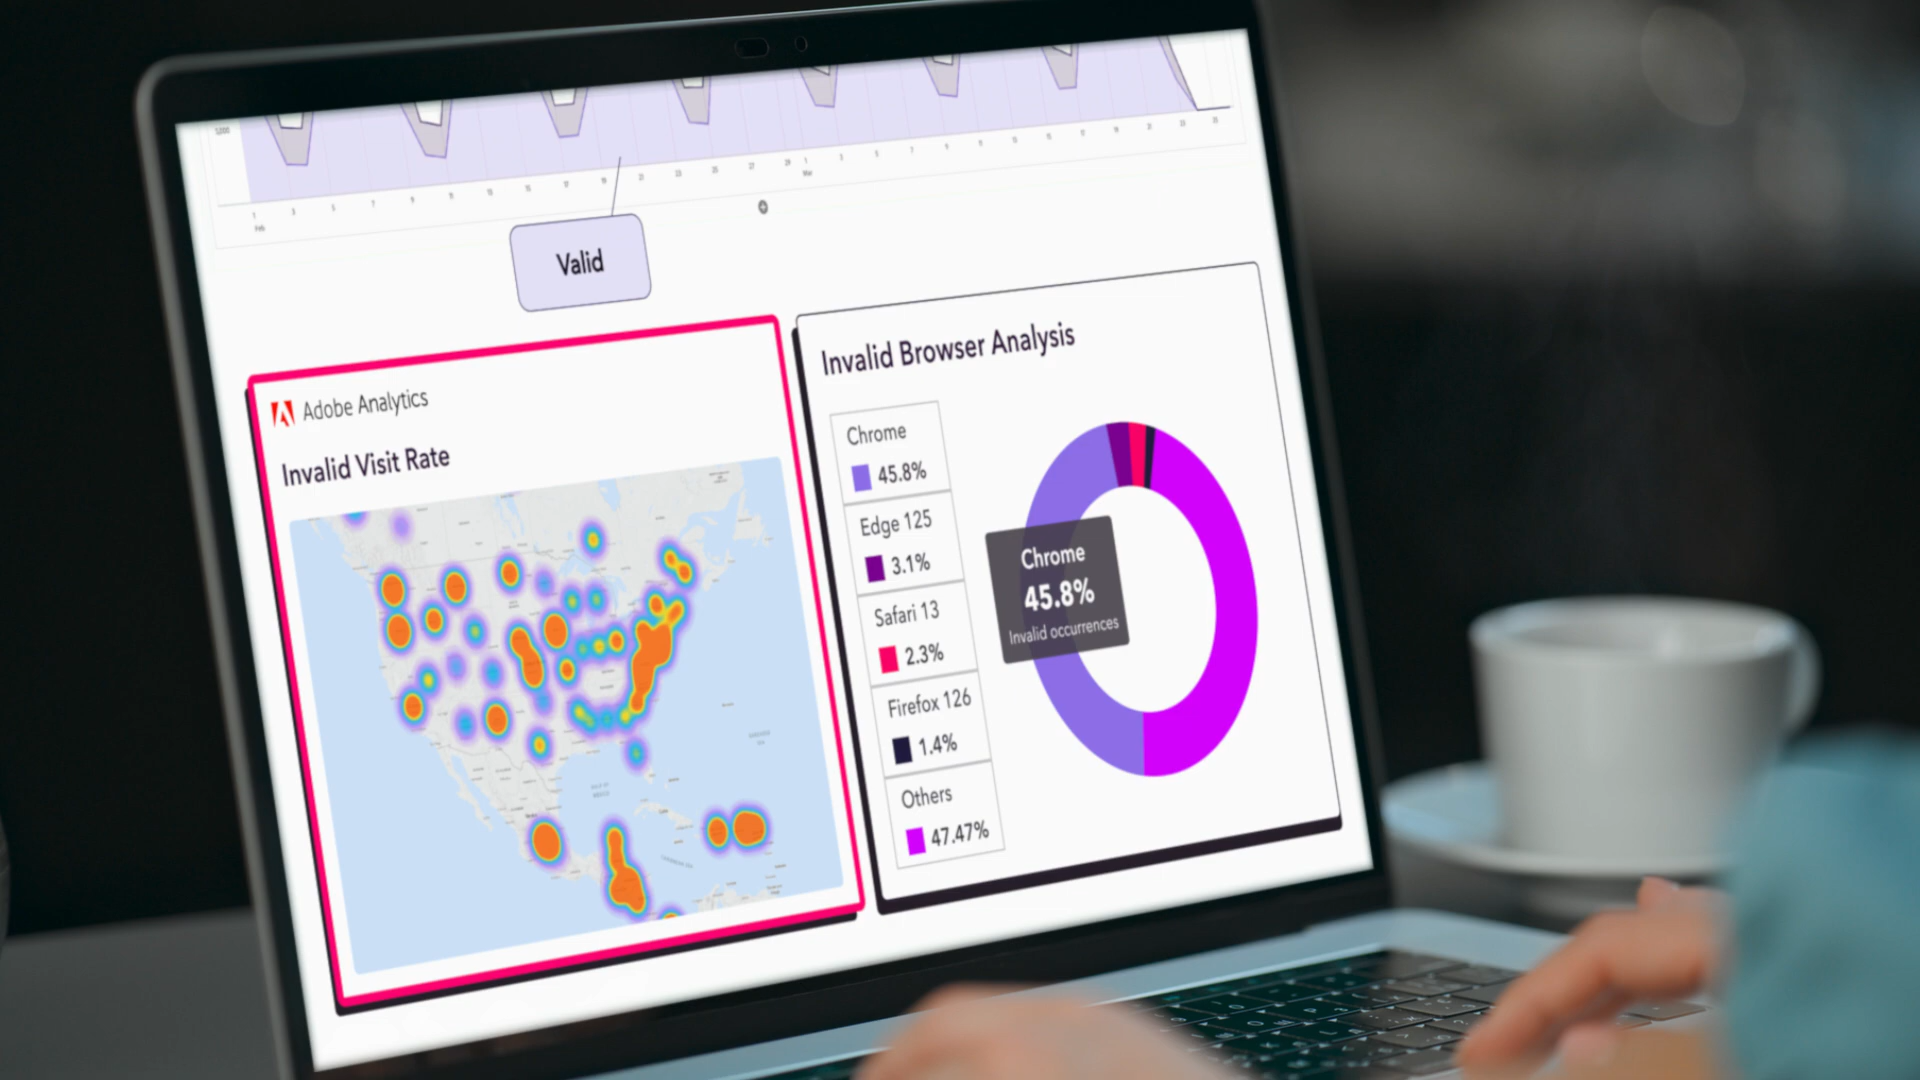 Valid
Adobe Analytics
Invalid Visit Rate
Invalid Browser Analysis
Chrome
45.8%
Edge 125
3.1%
Safari 13
2.3%
Firefox 126
1.4%
Others
47.47%
Chrome
45.8%
Invalid occurrences